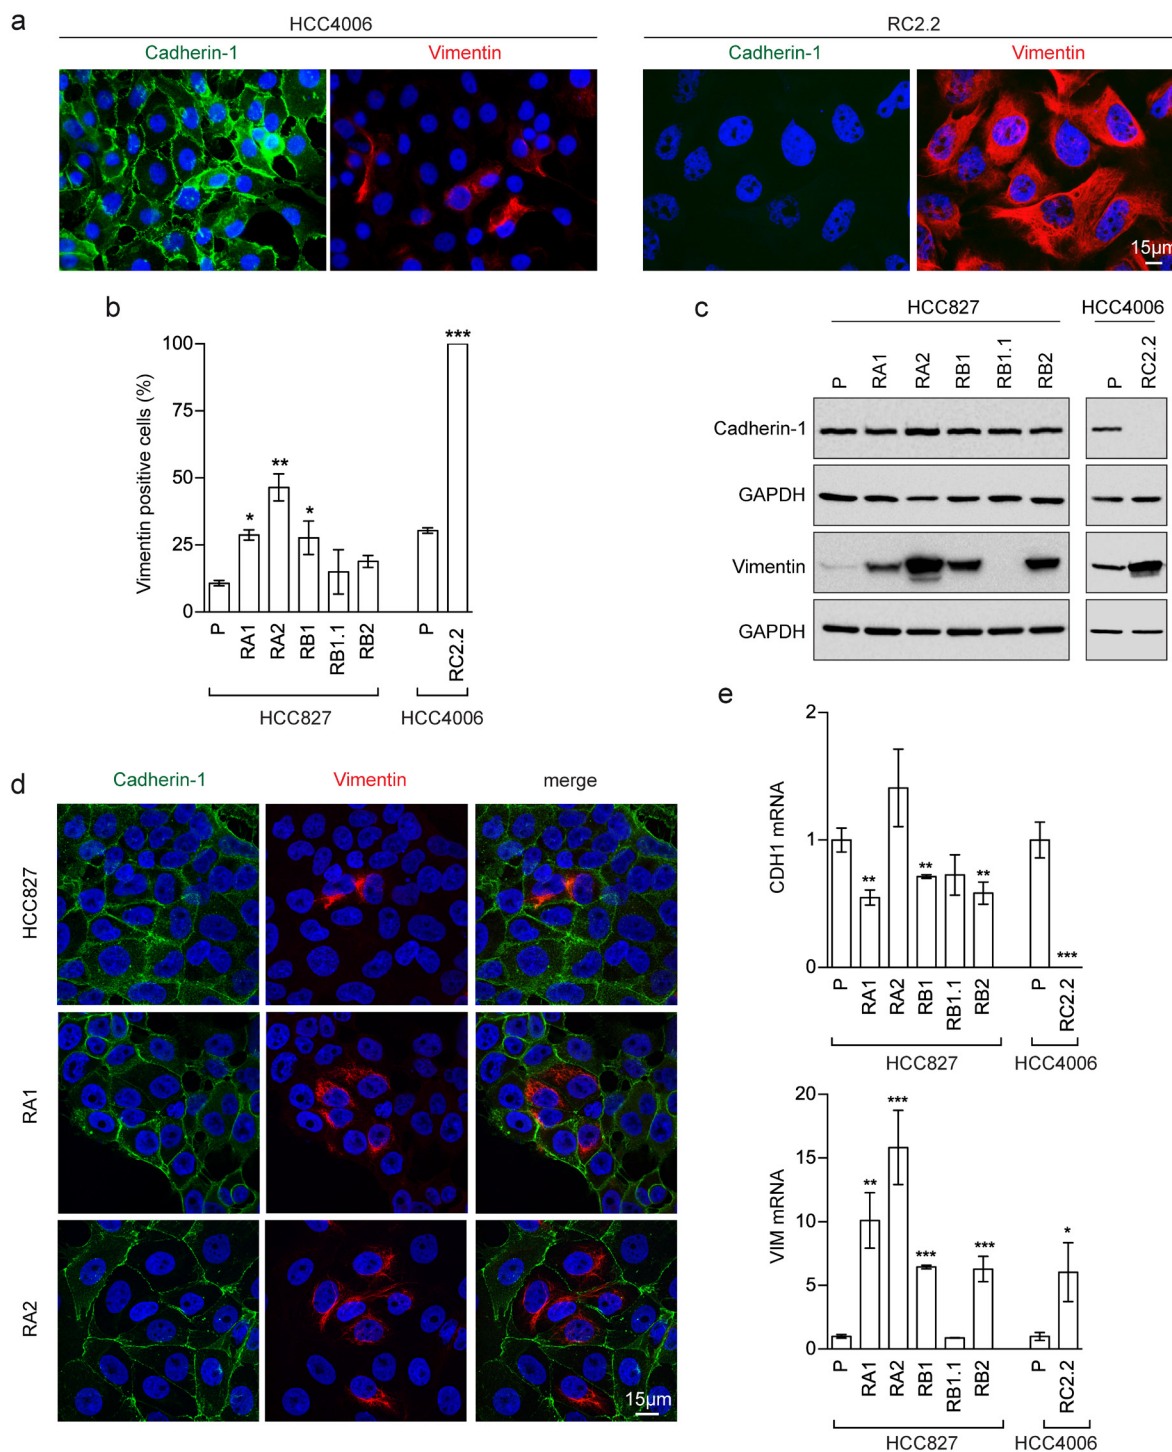 a
HCC4006
RC2.2
Cadherin-1
Vimentin
Cadherin-1
Vimentin
15µm
b
Vimentin positive cells (%)
100
75
50
25
0
*
**
*
***
P
RA1
RA2
RB1
RB1.1
RB2
P
RC2.2
HCC827
HCC4006
c
HCC827
HCC4006
P
RA1
RA2
RB1
RB1.1
RB2
P
RC2.2
Cadherin-1
GAPDH
Vimentin
GAPDH
d
Cadherin-1
Vimentin
merge
HCC827
RA1
RA2
15µm
e
CDH1 mRNA
2
1
0
**
**
**
***
P
RA1
RA2
RB1
RB1.1
RB2
P
RC2.2
HCC827
HCC4006
VIM mRNA
20
15
10
5
0
**
***
***
***
*
P
RA1
RA2
RB1
RB1.1
RB2
P
RC2.2
HCC827
HCC4006